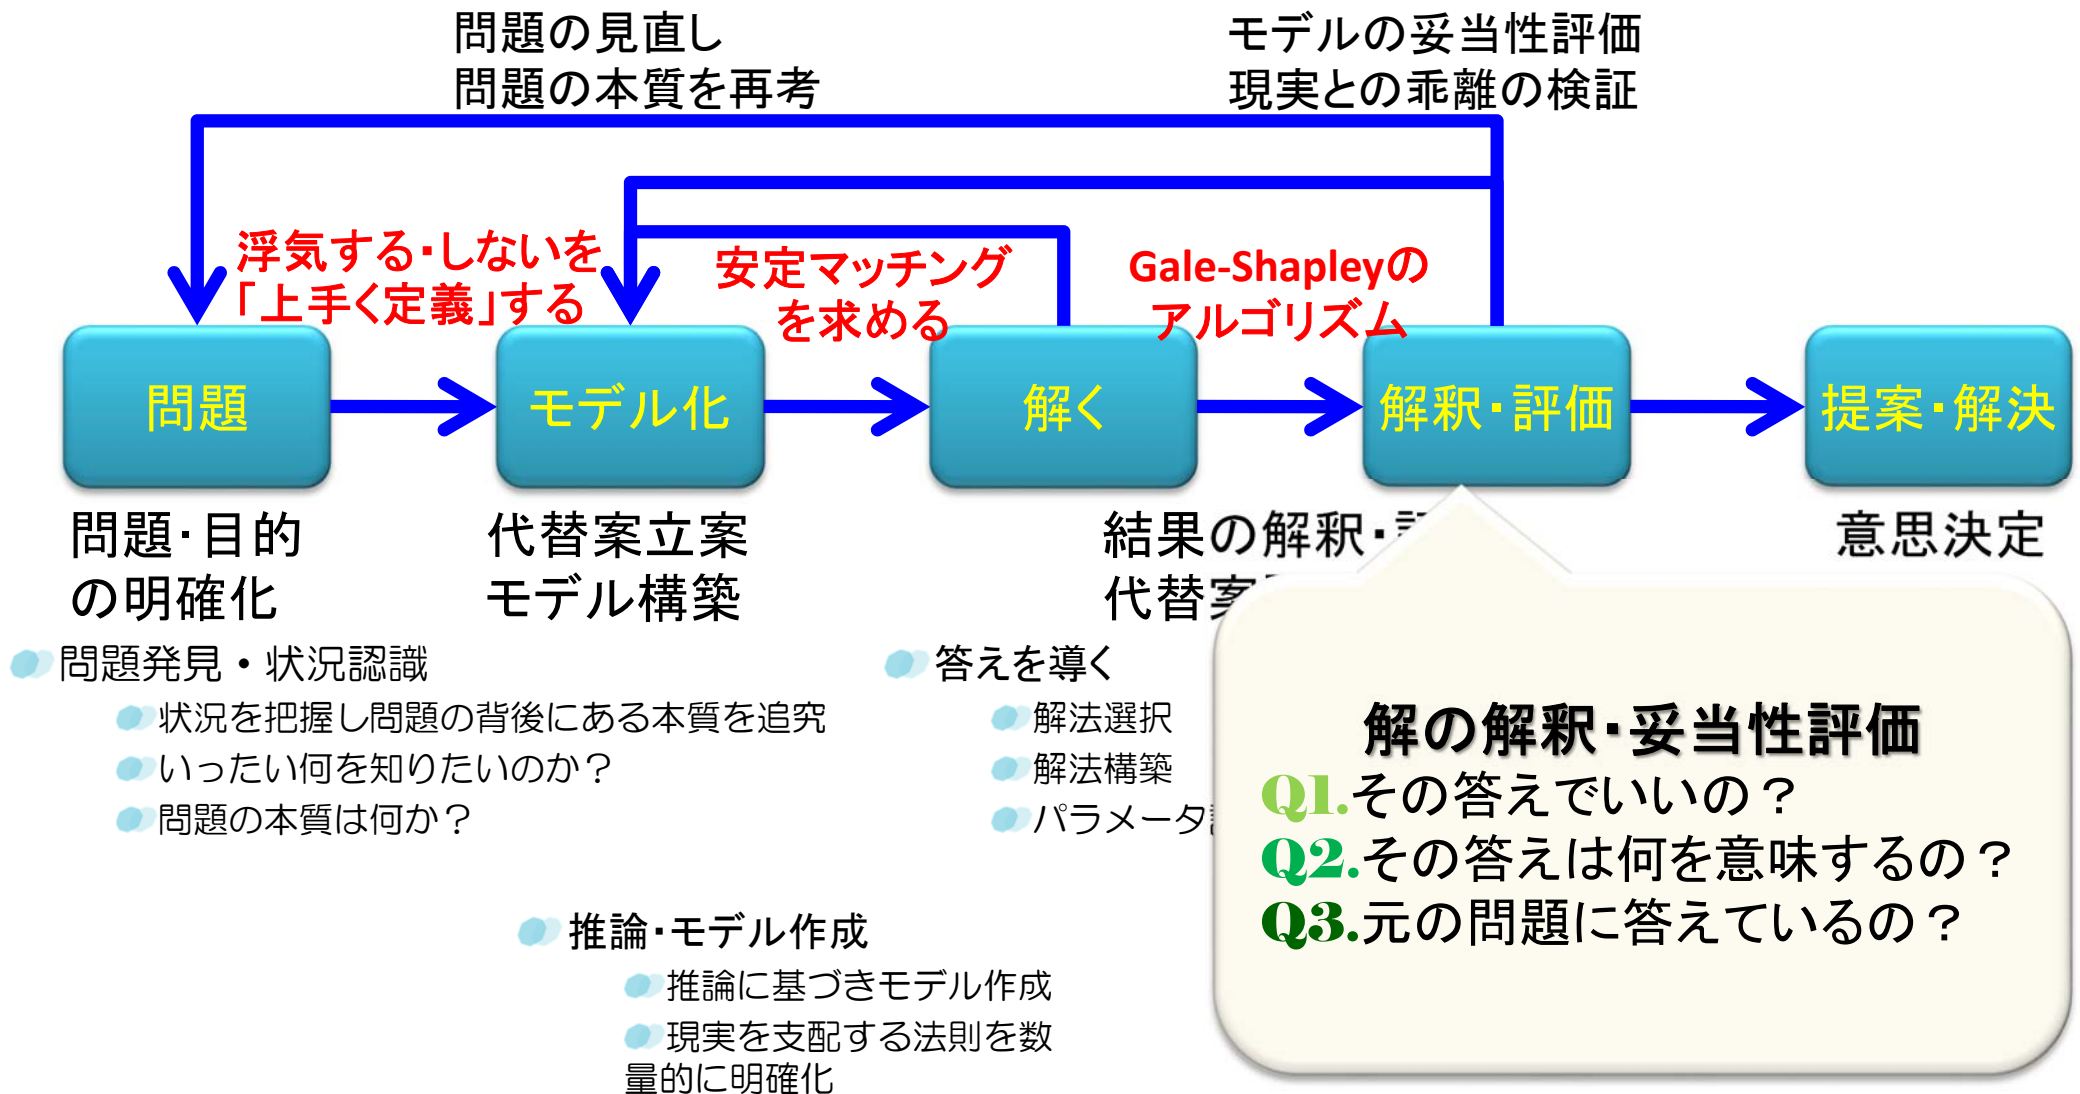 問題の見直し
問題の本質を再考
モデルの妥当性評価
現実との乖離の検証
浮気する・しないを
「上手く定義」する
安定マッチング
を求める
Gale-Shapleyの
アルゴリズム
問題
モデル化
解く
解釈・評価
提案・解決
問題・目的
の明確化
代替案立案
モデル構築
結果の解釈・
代替案
意思決定
問題発見・状況認識
状況を把握し問題の背後にある本質を追究
いったい何を知りたいのか？
問題の本質は何か？
答えを導く
解法選択
解法構築
パラメータ
推論・モデル作成
推論に基づきモデル作成
現実を支配する法則を数
量的に明確化
解の解釈・妥当性評価
Q1.その答えでいいの？
Q2.その答えは何を意味するの？
Q3.元の問題に答えているの？